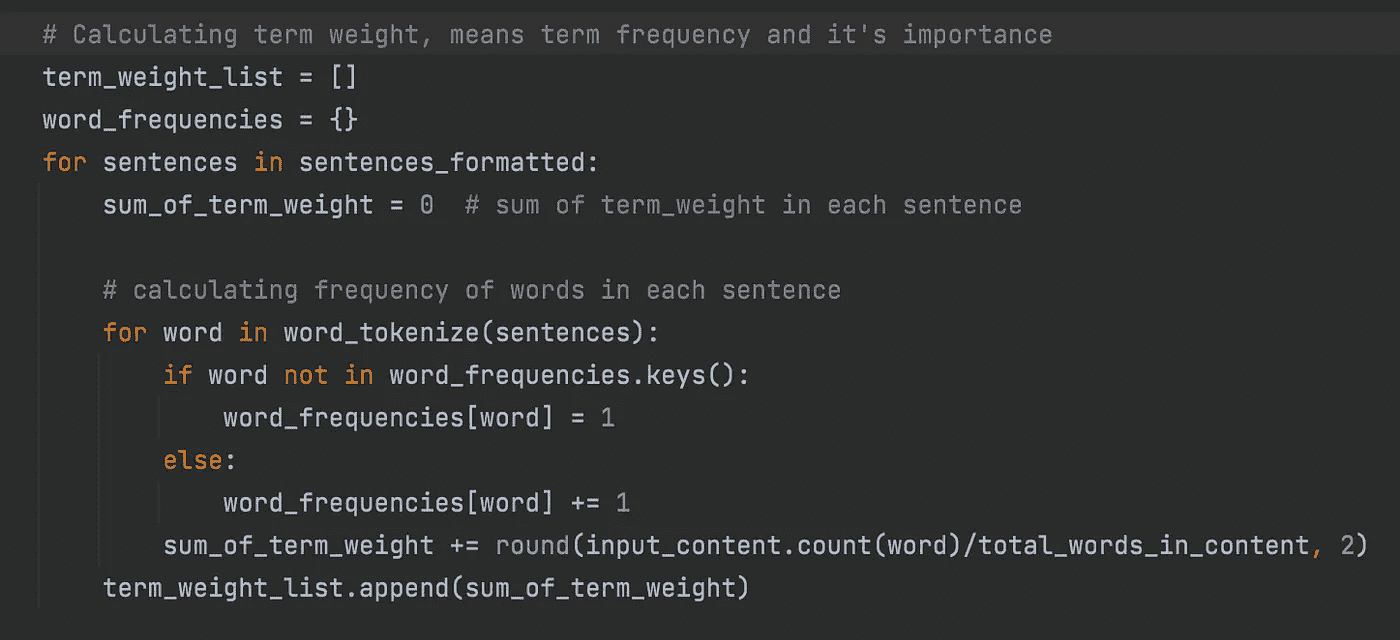 # Calculating term weight, means term frequency and it's importance
term_weight_list = []
word_frequencies = {}
for sentences in sentences_formatted:
    sum_of_term_weight = 0  # sum of term_weight in each sentence

    # calculating frequency of words in each sentence
    for word in word_tokenize(sentences):
        if word not in word_frequencies.keys():
            word_frequencies[word] = 1
        else:
            word_frequencies[word] += 1
        sum_of_term_weight += round(input_content.count(word)/total_words_in_content, 2)
    term_weight_list.append(sum_of_term_weight)